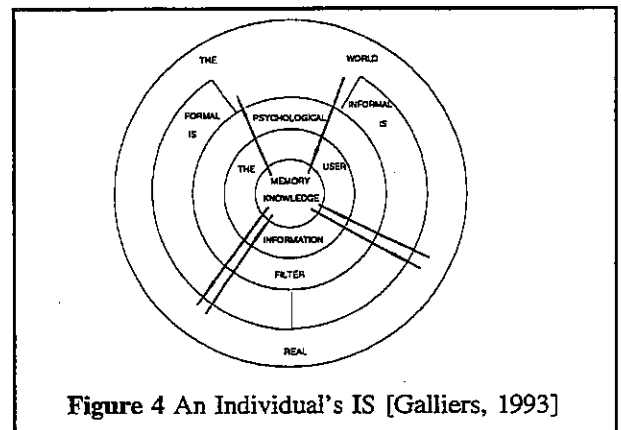 THE WORLD
FORMAL IS
INFORMAL IS
PSYCHOLOGICAL
THE USER
MEMORY
KNOWLEDGE
INFORMATION
FILTER
REAL
Figure 4 An Individual's IS [Galliers, 1993]